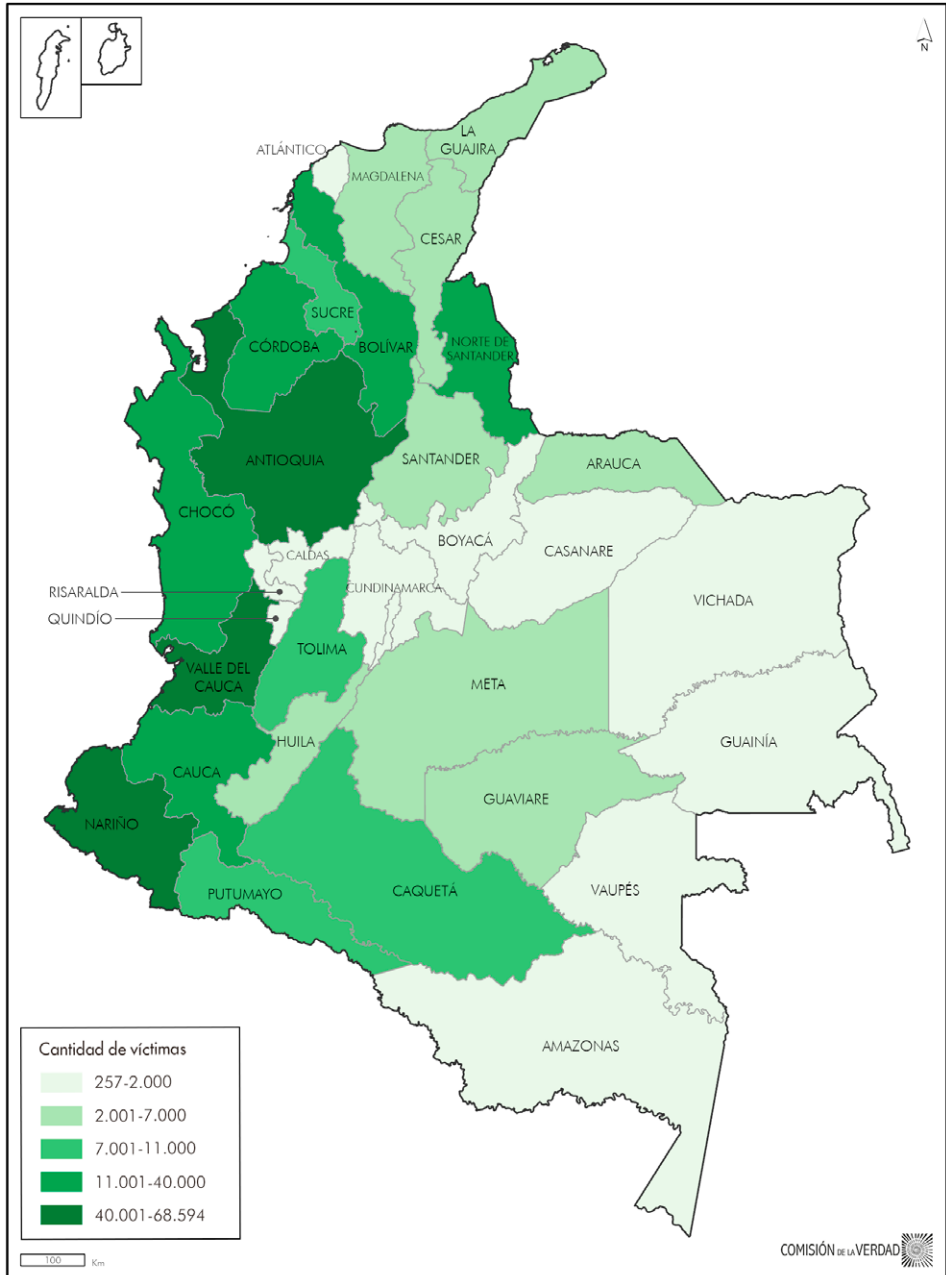 N
ATLÁNTICO
LA
GUAJIRA
MAGDALENA
CESAR
SUCRE
CÓRDOBA
BOLÍVAR
NORTE DE
SANTANDER
ANTIOQUIA
SANTANDER
ARAUCA
CHOCÓ
BOYACÁ
CASANARE
CALDAS
CUNDINAMARCA
RISARALDA
QUINDÍO
VICHADA
TOLIMA
VALLE DEL
CAUCA
META
HUILA
GUAINÍA
CAUCA
GUAVIARE
NARIÑO
PUTUMAYO
CAQUETÁ
VAUPÉS
AMAZONAS
Cantidad de víctimas
257-2.000
2.001-7.000
7.001-11.000
11.001-40.000
40.001-68.594
100 Km
COMISIÓN DE LA VERDAD